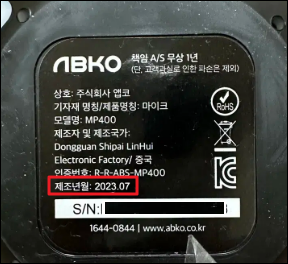 ABKO
책임 A/S 무상 1년
(단, 고객과실로 인한 파손은 제외)
상호: 주식회사 앱코
기자재 명칭/제품명칭: 마이크
모델명: MP400
제조자 및 제조국가:
Dongguan Shipai LinHui
Electronic Factory/ 중국
인증번호: R-R-ABS-MP400
제조년월: 2023.07
S/N:
1644-0844 | www.abko.co.kr
RoHS